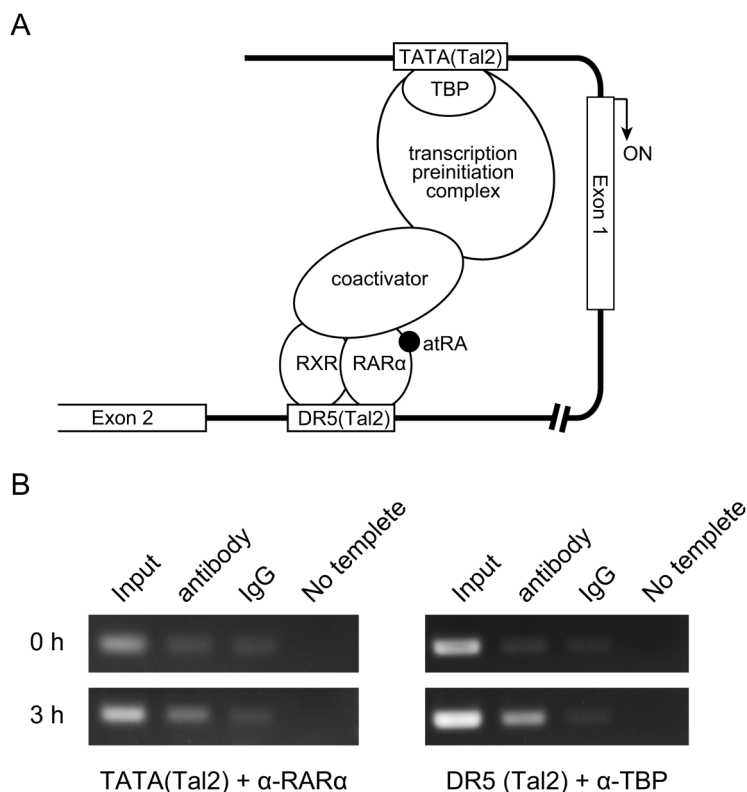 A
TATA(Tal2)
TBP
transcription
preinitiation
complex
ON
Exon 1
coactivator
atRA
RXR
RARα
Exon 2
DR5(Tal2)
B
Input
antibody
IgG
No templete
Input
antibody
IgG
No templete
0 h
3 h
TATA(Tal2) + α-RARα
DR5 (Tal2) + α-TBP